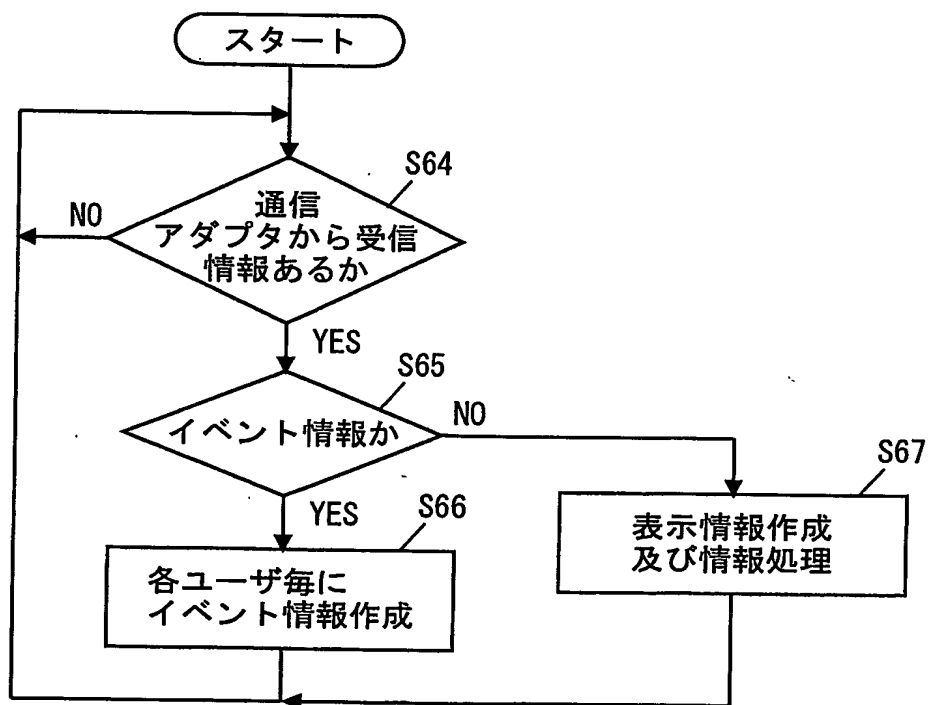 スタート
S64
通信
アダプタから受信
情報あるか
NO
YES
S65
イベント情報か
NO
YES
S66
各ユーザ毎に
イベント情報作成
S67
表示情報作成
及び情報処理